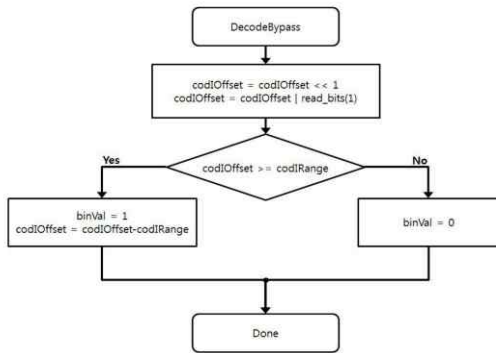 DecodeBypass
codIOffset = codIOffset << 1
codIOffset = codIOffset | read_bits(1)
codIOffset >= codIRange
Yes
No
binVal = 1
codIOffset = codIOffset-codIRange
binVal = 0
Done